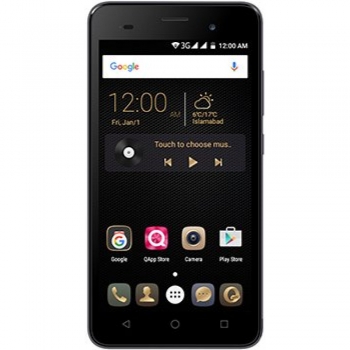 3G 12:00 AM
Google
12:00 AM
Fri, Jan/1
6°C/17°C
Islamabad
Touch to choose mus..
Google QApp Store Camera Play Store